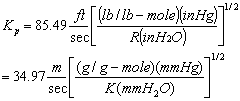 K_p = 85.49 ft/sec [(lb/lb-mole)(inHg) / R(inH₂O)]^1/2
= 34.97 m/sec [(g/g-mole)(mmHg) / K(mmH₂O)]^1/2